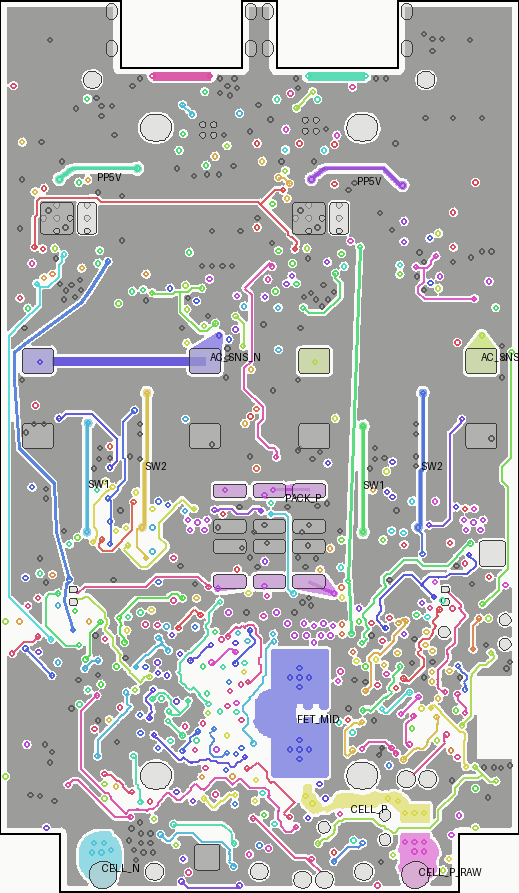 PP5V
PP5V
AC_SNS_N
AC_SNS
SW1
SW2
PACK_P
SW1
SW2
FET_MID
CELL_P
CELL_N
CELL_P_RAW